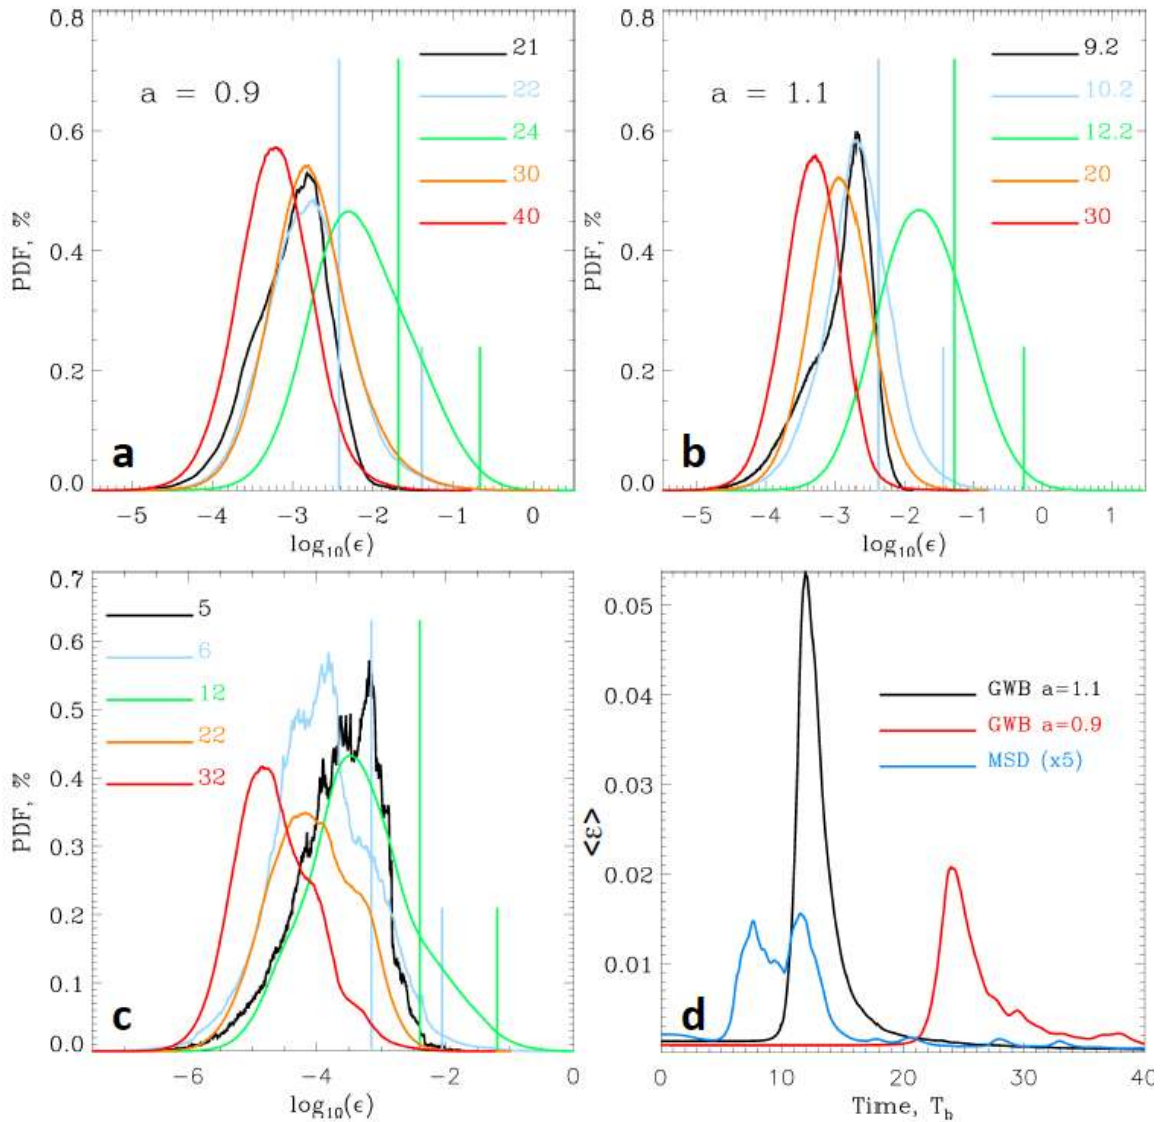 0.8
0.6
0.4
0.2
0.0
PDF, %
a = 0.9
21
22
24
30
40
a
−5 −4 −3 −2 −1 0
log₁₀(ϵ)
0.8
0.6
0.4
0.2
0.0
PDF, %
a = 1.1
9.2
10.2
12.2
20
30
b
−5 −4 −3 −2 −1 0 1
log₁₀(ϵ)
0.7
0.6
0.5
0.4
0.3
0.2
0.1
0.0
PDF, %
5
6
12
22
32
c
−6 −4 −2 0
log₁₀(ϵ)
0.05
0.04
0.03
0.02
0.01
<ε>
GWB a=1.1
GWB a=0.9
MSD (x5)
d
0 10 20 30 40
Time, T_b